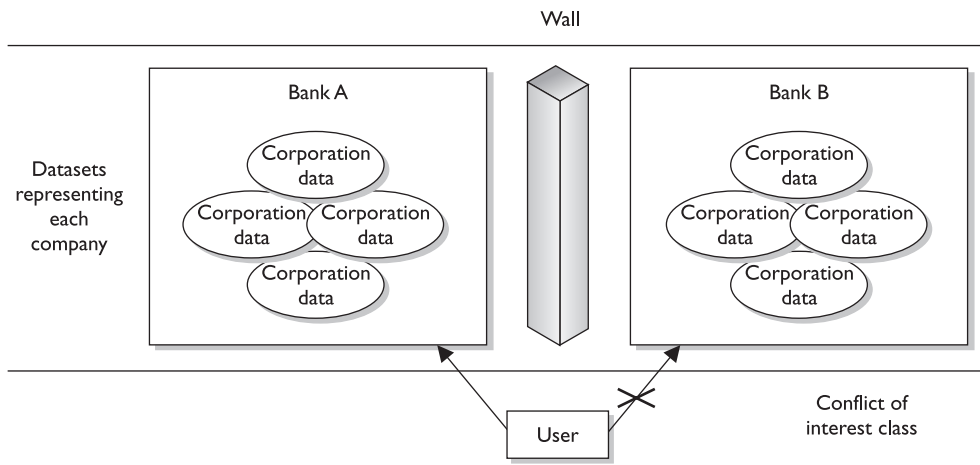 Wall
Bank A
Bank B
Datasets
representing
each
company
Corporation
data
Corporation
data
Corporation
data
Corporation
data
Corporation
data
Corporation
data
Corporation
data
Corporation
data
User
Conflict of
interest class